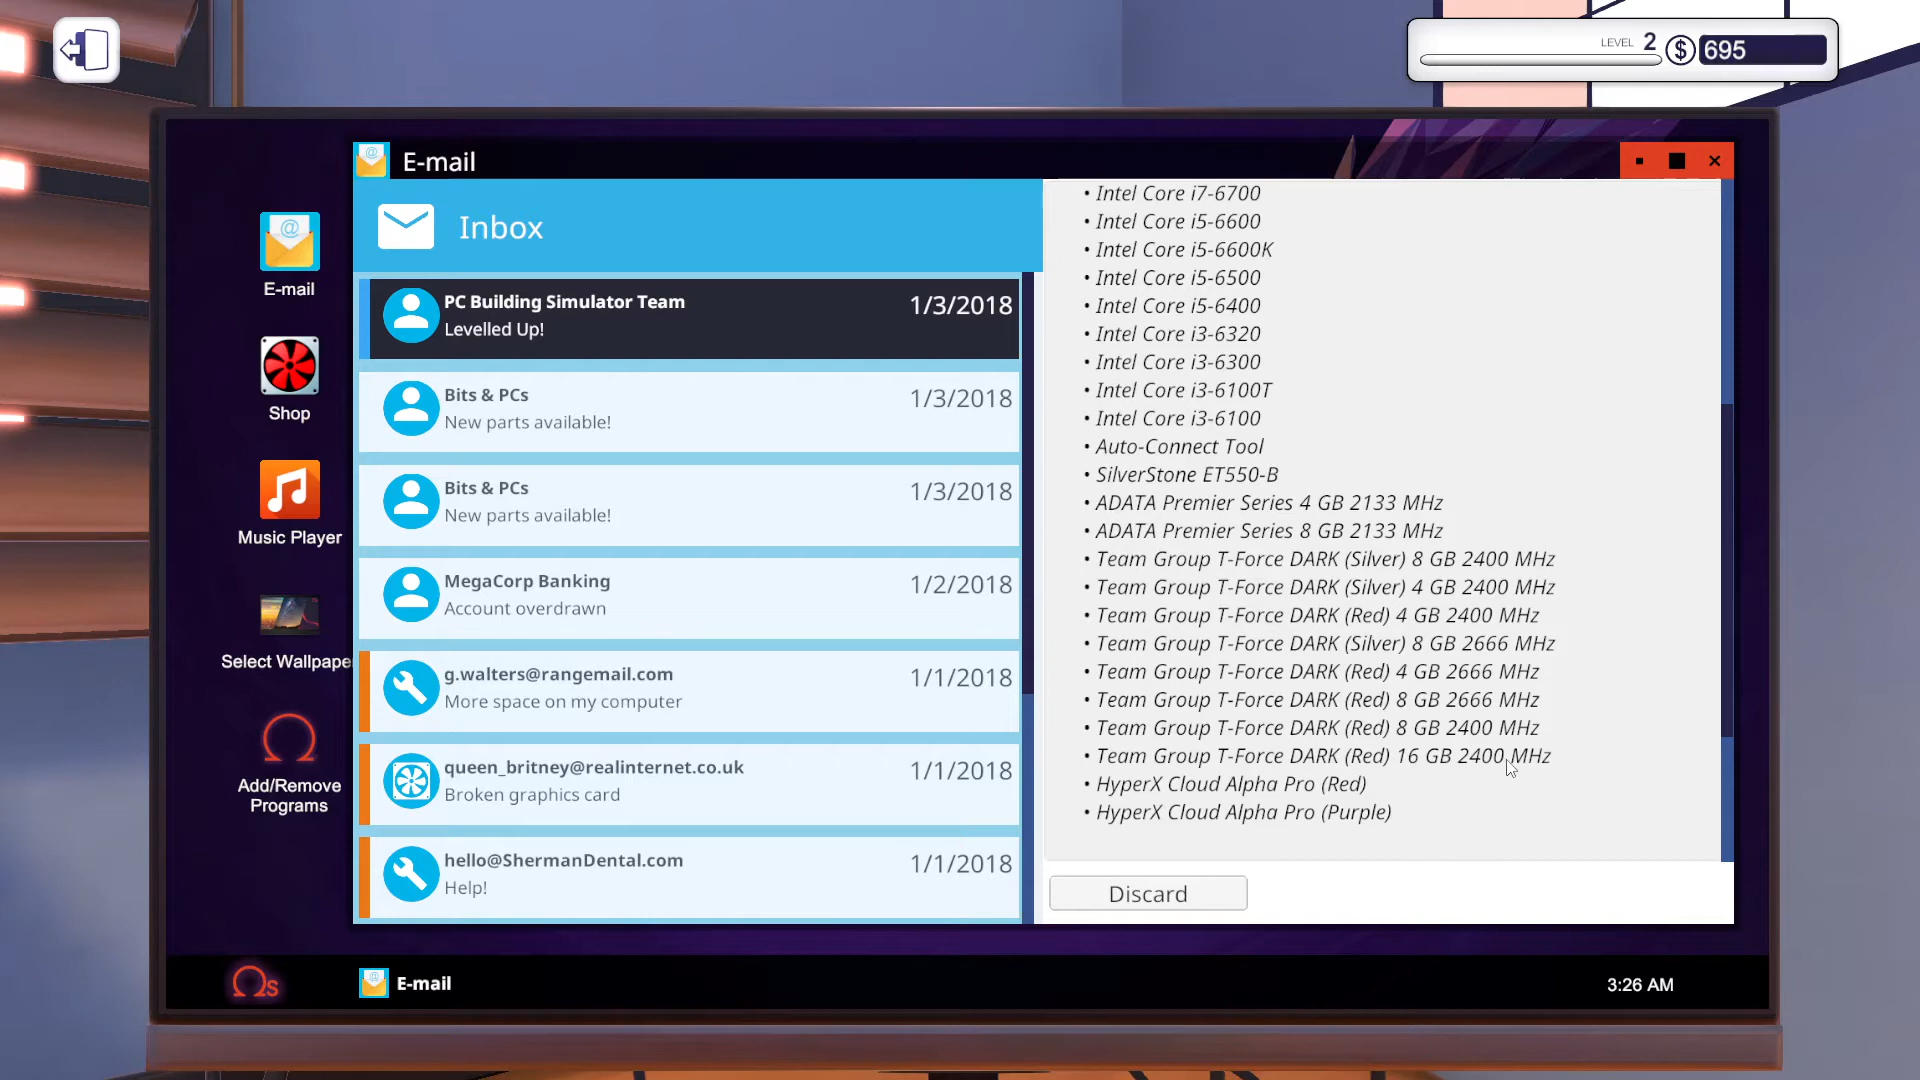 LEVEL 2 $ 695
E-mail
Inbox
PC Building Simulator Team 1/3/2018
Levelled Up!
Bits & PCs 1/3/2018
New parts available!
Bits & PCs 1/3/2018
New parts available!
MegaCorp Banking 1/2/2018
Account overdrawn
g.walters@rangemail.com 1/1/2018
More space on my computer
queen_britney@realinternet.co.uk 1/1/2018
Broken graphics card
hello@ShermanDental.com 1/1/2018
Help!
• Intel Core i7-6700
• Intel Core i5-6600
• Intel Core i5-6600K
• Intel Core i5-6500
• Intel Core i5-6400
• Intel Core i3-6320
• Intel Core i3-6300
• Intel Core i3-6100T
• Intel Core i3-6100
• Auto-Connect Tool
• SilverStone ET550-B
• ADATA Premier Series 4 GB 2133 MHz
• ADATA Premier Series 8 GB 2133 MHz
• Team Group T-Force DARK (Silver) 8 GB 2400 MHz
• Team Group T-Force DARK (Silver) 4 GB 2400 MHz
• Team Group T-Force DARK (Red) 4 GB 2400 MHz
• Team Group T-Force DARK (Silver) 8 GB 2666 MHz
• Team Group T-Force DARK (Red) 4 GB 2666 MHz
• Team Group T-Force DARK (Red) 8 GB 2666 MHz
• Team Group T-Force DARK (Red) 8 GB 2400 MHz
• Team Group T-Force DARK (Red) 16 GB 2400 MHz
• HyperX Cloud Alpha Pro (Red)
• HyperX Cloud Alpha Pro (Purple)
Discard
E-mail
Shop
Music Player
Select Wallpape
Add/Remove
Programs
Ωs
E-mail
3:26 AM